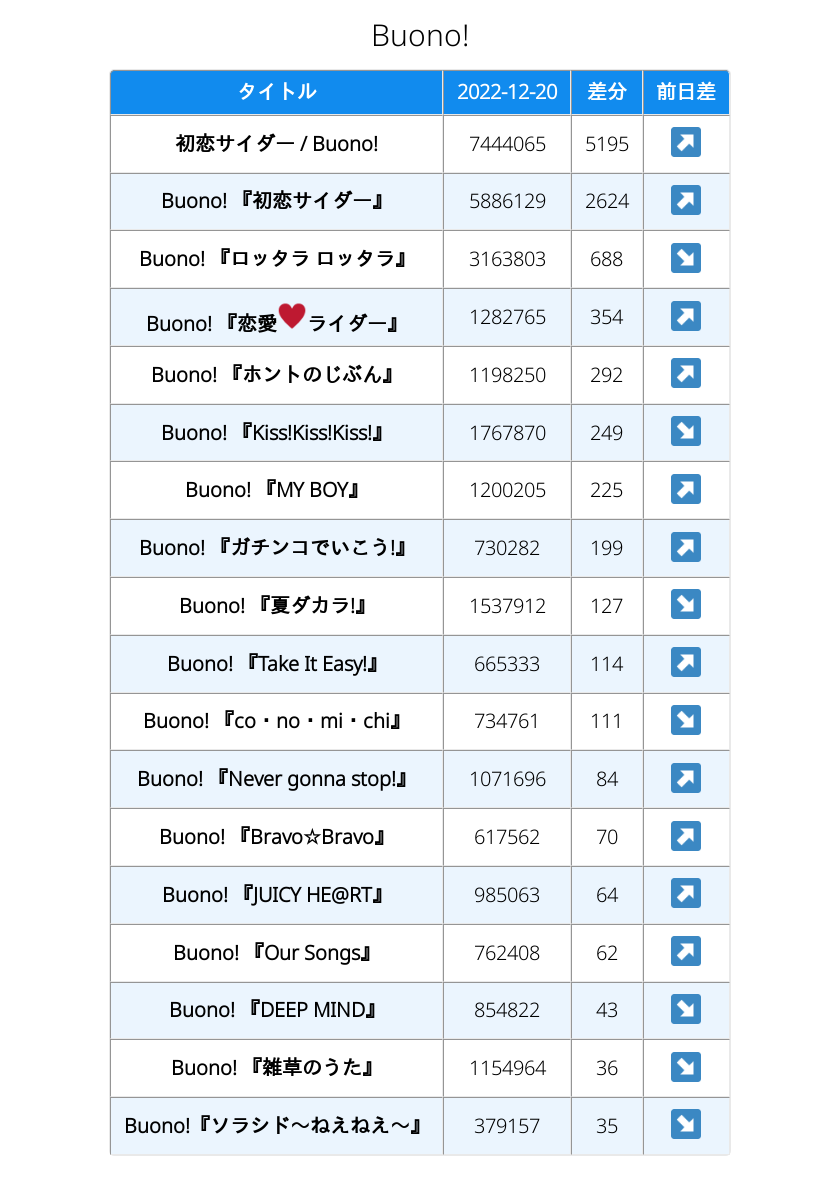 Buono!
タイトル 2022-12-20 差分 前日差
初恋サイダー / Buono! 7444065 5195 ↗
Buono! 『初恋サイダー』 5886129 2624 ↗
Buono! 『ロッタラ ロッタラ』 3163803 688 ↘
Buono! 『恋愛♥ライダー』 1282765 354 ↗
Buono! 『ホントのじぶん』 1198250 292 ↗
Buono! 『Kiss!Kiss!Kiss!』 1767870 249 ↘
Buono! 『MY BOY』 1200205 225 ↗
Buono! 『ガチンコでいこう!』 730282 199 ↗
Buono! 『夏ダカラ!』 1537912 127 ↘
Buono! 『Take It Easy!』 665333 114 ↗
Buono! 『co・no・mi・chi』 734761 111 ↘
Buono! 『Never gonna stop!』 1071696 84 ↗
Buono! 『Bravo☆Bravo』 617562 70 ↗
Buono! 『JUICY HE@RT』 985063 64 ↗
Buono! 『Our Songs』 762408 62 ↗
Buono! 『DEEP MIND』 854822 43 ↘
Buono! 『雑草のうた』 1154964 36 ↘
Buono!『ソラシド〜ねえねえ〜』 379157 35 ↘